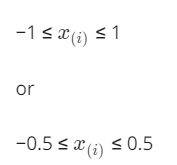 −1 ≤ x(i) ≤ 1
or
−0.5 ≤ x(i) ≤ 0.5